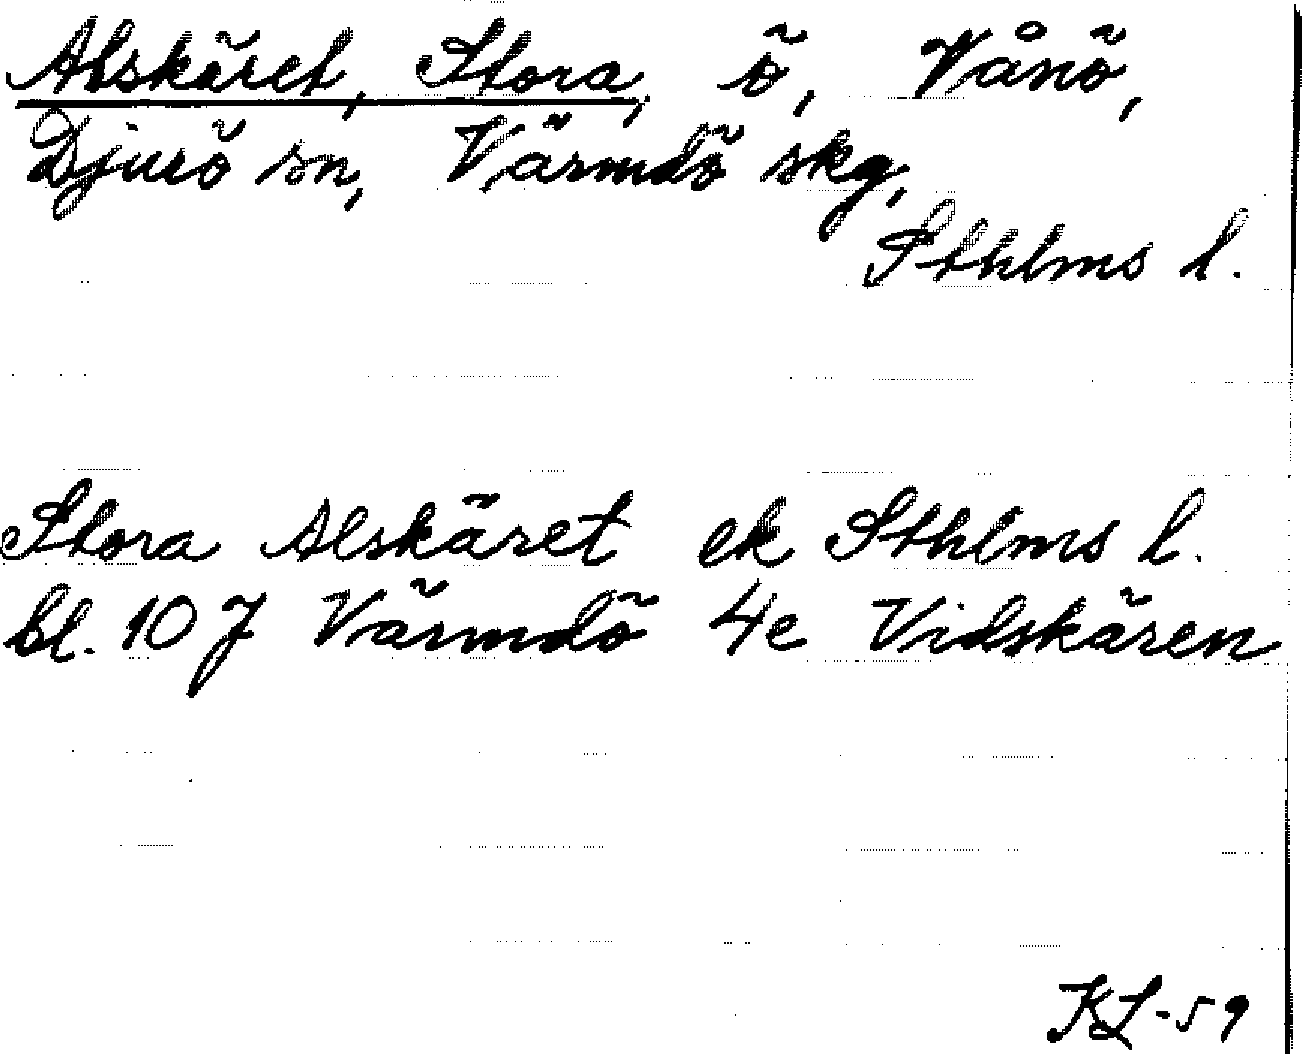 Alskäret, Stora, ö, Vånö,
Djurö sn, Värmdö skg,
Sthlms l.
Stora Alskäret ek Sthlms l.
bl. 107 Värmdö 4e Vidskären
KL-59